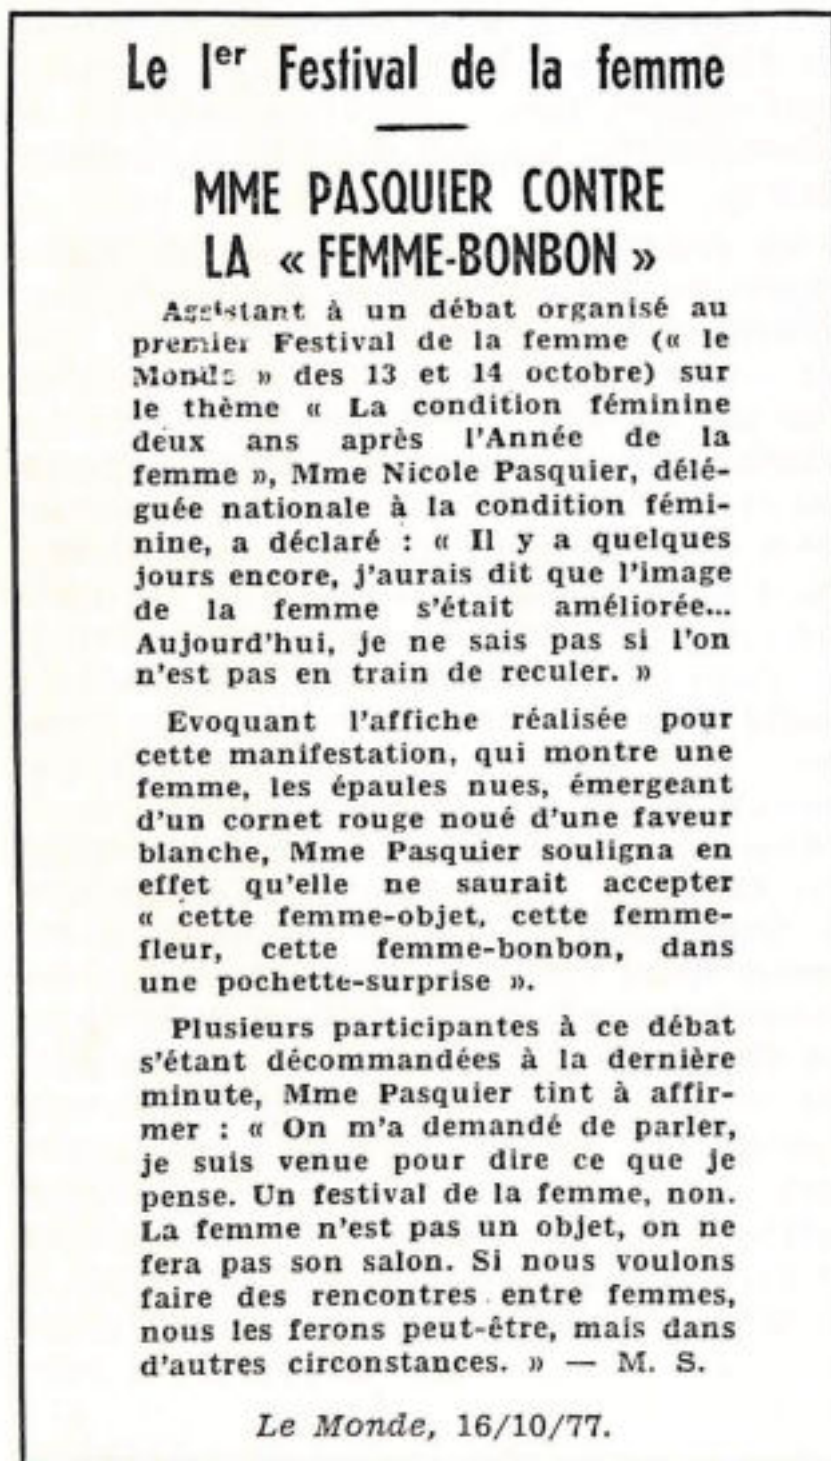 Le 1er Festival de la femme
MME PASQUIER CONTRE
LA « FEMME-BONBON »
Assistant à un débat organisé au
premier Festival de la femme (« le
Monde » des 13 et 14 octobre) sur
le thème « La condition féminine
deux ans après l'Année de la
femme », Mme Nicole Pasquier, délé-
guée nationale à la condition fémi-
nine, a déclaré : « Il y a quelques
jours encore, j'aurais dit que l'image
de la femme s'était améliorée...
Aujourd'hui, je ne sais pas si l'on
n'est pas en train de reculer. »
Evoquant l'affiche réalisée pour
cette manifestation, qui montre une
femme, les épaules nues, émergeant
d'un cornet rouge noué d'une faveur
blanche, Mme Pasquier souligna en
effet qu'elle ne saurait accepter
« cette femme-objet, cette femme-
fleur, cette femme-bonbon, dans
une pochette-surprise ».
Plusieurs participantes à ce débat
s'étant décommandées à la dernière
minute, Mme Pasquier tint à affir-
mer : « On m'a demandé de parler,
je suis venue pour dire ce que je
pense. Un festival de la femme, non.
La femme n'est pas un objet, on ne
fera pas son salon. Si nous voulons
faire des rencontres entre femmes,
nous les ferons peut-être, mais dans
d'autres circonstances. » — M. S.
Le Monde, 16/10/77.